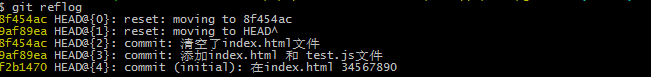 $ git reflog
8f454ac HEAD@{0}: reset: moving to 8f454ac
9af89ea HEAD@{1}: reset: moving to HEAD^
8f454ac HEAD@{2}: commit: 清空了index.html文件
9af89ea HEAD@{3}: commit: 添加index.html 和 test.js文件
f2b1470 HEAD@{4}: commit (initial): 在index.html 34567890